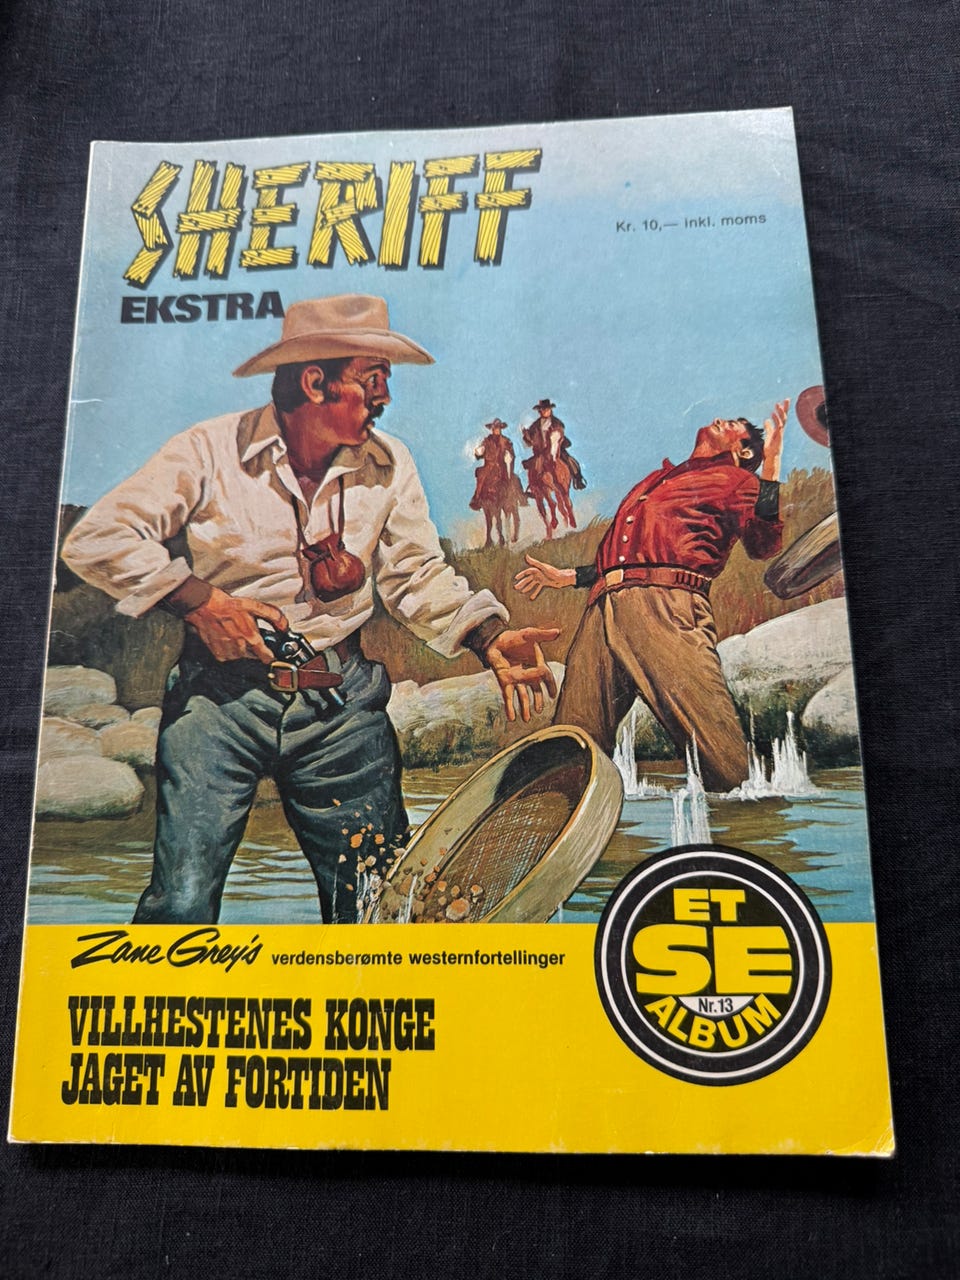 SHERIFF
EKSTRA
Kr. 10,— inkl. moms
Zane Grey's verdensberømte westernfortellinger
VILLHESTENES KONGE
JAGET AV FORTIDEN
ET
SE
Nr.13
ALBUM